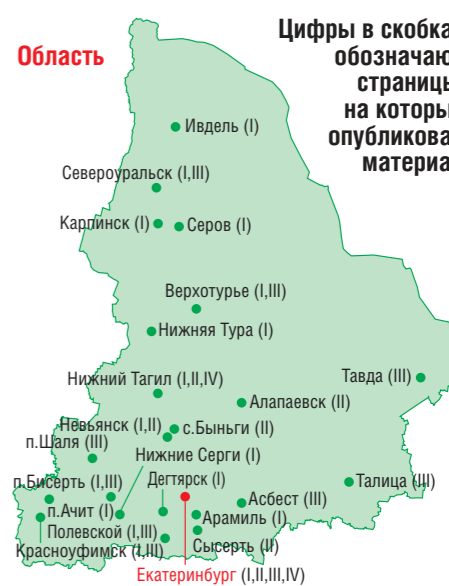 Область
Цифры в скобка
обозначаю
страницы
на которы
опубликова
материа
Ивдель (I)
Североуральск (I,III)
Карпинск (I)
Серов (I)
Верхотурье (I,III)
Нижняя Тура (I)
Нижний Тагил (I,II,IV)
Тавда (III)
Алапаевск (II)
Невьянск (I,II)
с.Быньги (II)
п.Шаля (III)
Нижние Серги (I)
п.Бисерть (I,III)
Дегтярск (I)
Талица (III)
Асбест (III)
п.Ачит (I)
Арамиль (I)
Полевской (I,III)
Красноуфимск (I,III)
Сысерть (II)
Екатеринбург (I,II,III,IV)